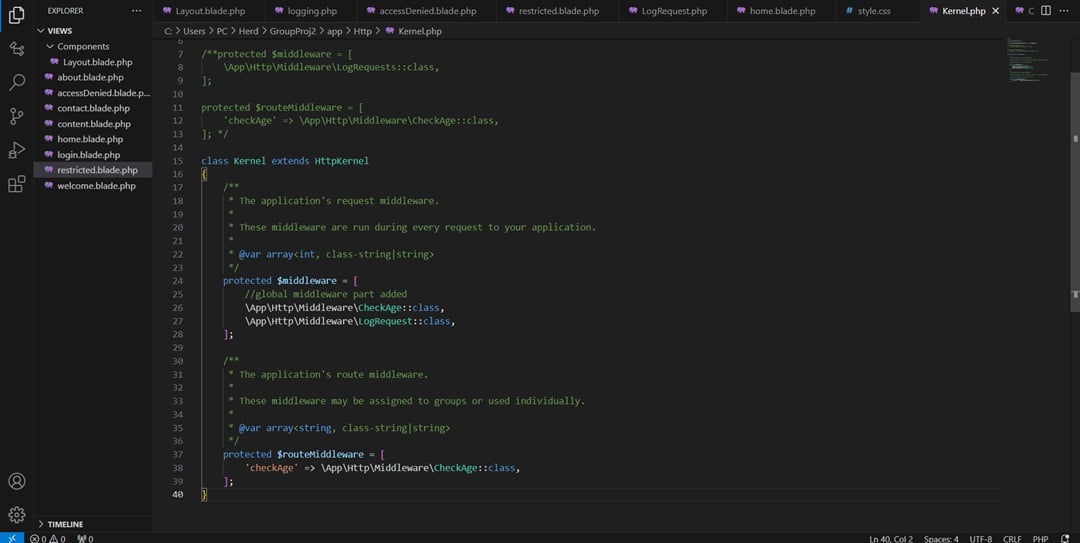 EXPLORER
Layout.blade.php
logging.php
accessDenied.blade.php
restricted.blade.php
LogRequest.php
home.blade.php
# style.css
Kernel.php
C
VIEWS
Components
Layout.blade.php
about.blade.php
accessDenied.blade.p...
contact.blade.php
content.blade.php
home.blade.php
login.blade.php
restricted.blade.php
welcome.blade.php
TIMELINE
C: > Users > PC > Herd > GroupProj2 > app > Http > Kernel.php
6
7 /**protected $middleware = [
8 \App\Http\Middleware\LogRequests::class,
9 ];
10
11 protected $routeMiddleware = [
12 'checkAge' => \App\Http\Middleware\CheckAge::class,
13 ]; */
14
15 class Kernel extends HttpKernel
16 {
17 /**
18 * The application's request middleware.
19 *
20 * These middleware are run during every request to your application.
21 *
22 * @var array<int, class-string|string>
23 */
24 protected $middleware = [
25 //global middleware part added
26 \App\Http\Middleware\CheckAge::class,
27 \App\Http\Middleware\LogRequest::class,
28 ];
29
30 /**
31 * The application's route middleware.
32 *
33 * These middleware may be assigned to groups or used individually.
34 *
35 * @var array<string, class-string|string>
36 */
37 protected $routeMiddleware = [
38 'checkAge' => \App\Http\Middleware\CheckAge::class,
39 ];
40 }
0 0 0
Ln 40, Col 2 Spaces: 4 UTF-8 CRLF PHP